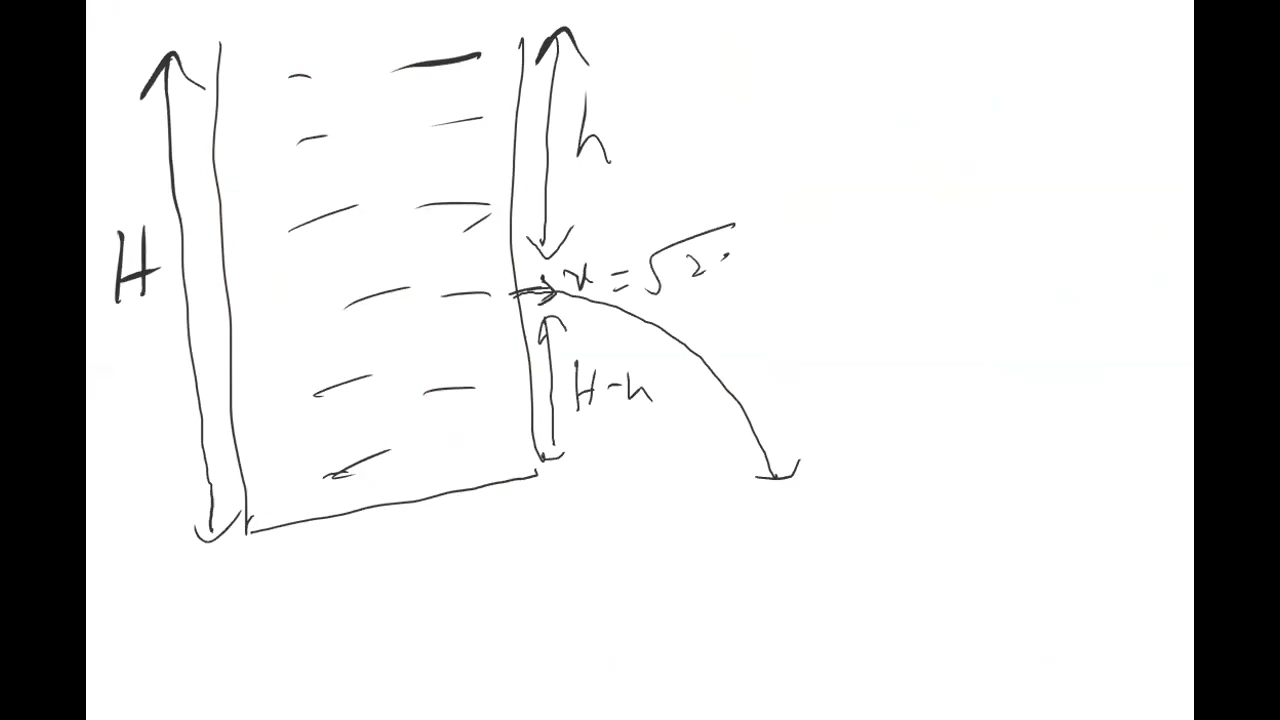 h
H
x = √2
H-h